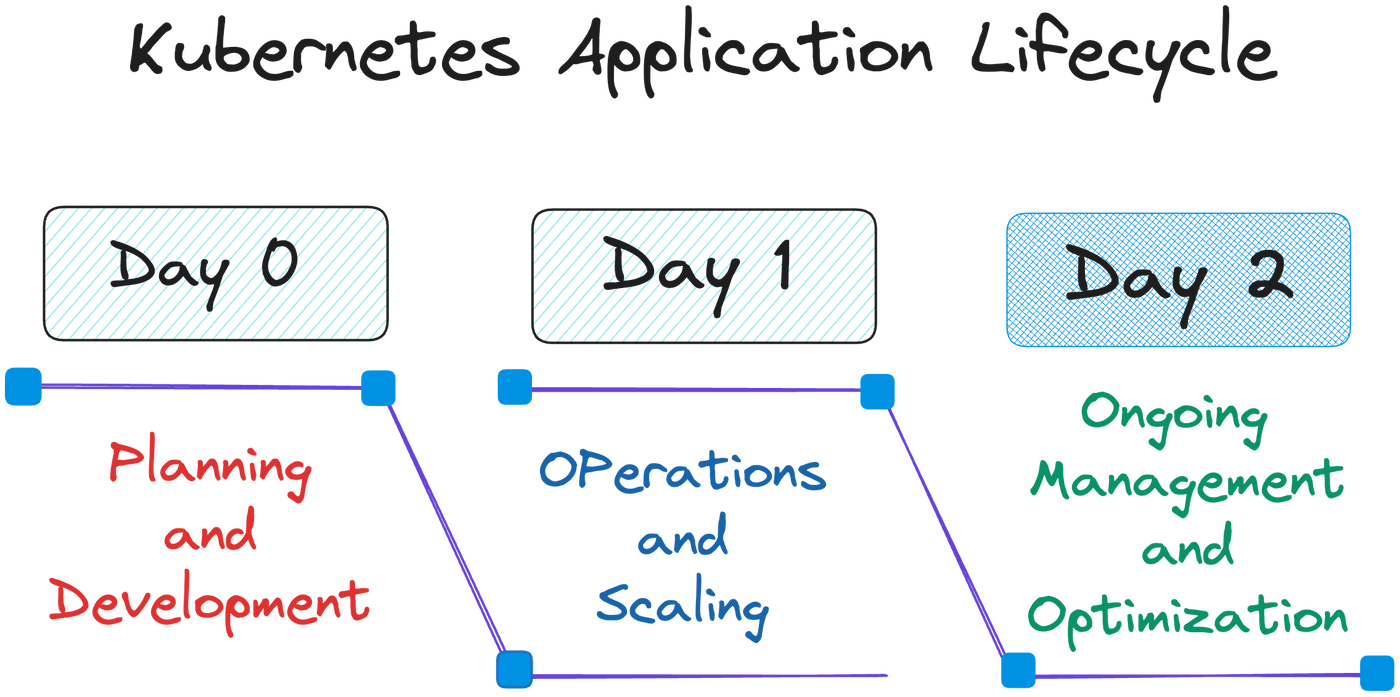 Kubernetes Application Lifecycle
Day 0
Planning
and
Development
Day 1
OPerations
and
Scaling
Day 2
Ongoing
Management
and
Optimization